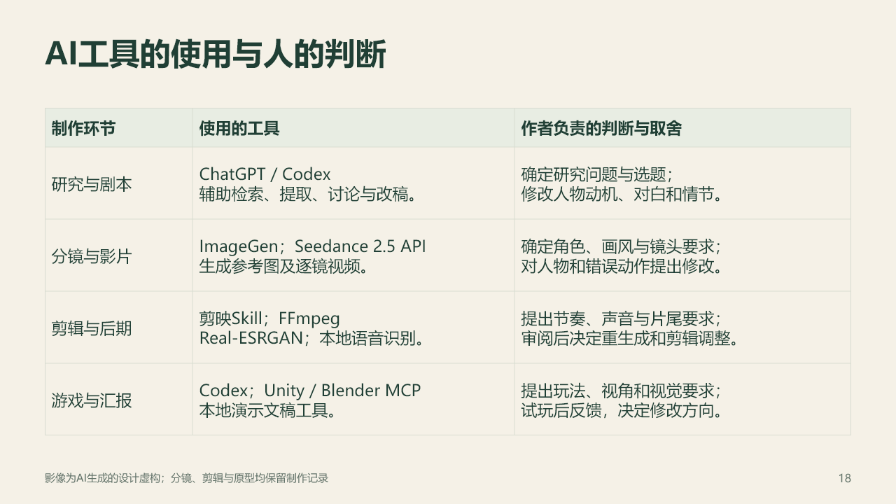 AI工具的使用与人的判断
制作环节
使用的工具
作者负责的判断与取舍
研究与剧本
ChatGPT / Codex
辅助检索、提取、讨论与改稿。
确定研究问题与选题；
修改人物动机、对白和情节。
分镜与影片
ImageGen；Seedance 2.5 API
生成参考图及逐镜视频。
确定角色、画风与镜头要求；
对人物和错误动作提出修改。
剪辑与后期
剪映Skill；FFmpeg
Real-ESRGAN；本地语音识别。
提出节奏、声音与片尾要求；
审阅后决定重生成和剪辑调整。
游戏与汇报
Codex；Unity / Blender MCP
本地演示文稿工具。
提出玩法、视角和视觉要求；
试玩后反馈，决定修改方向。
影像为AI生成的设计虚构；分镜、剪辑与原型均保留制作记录
18